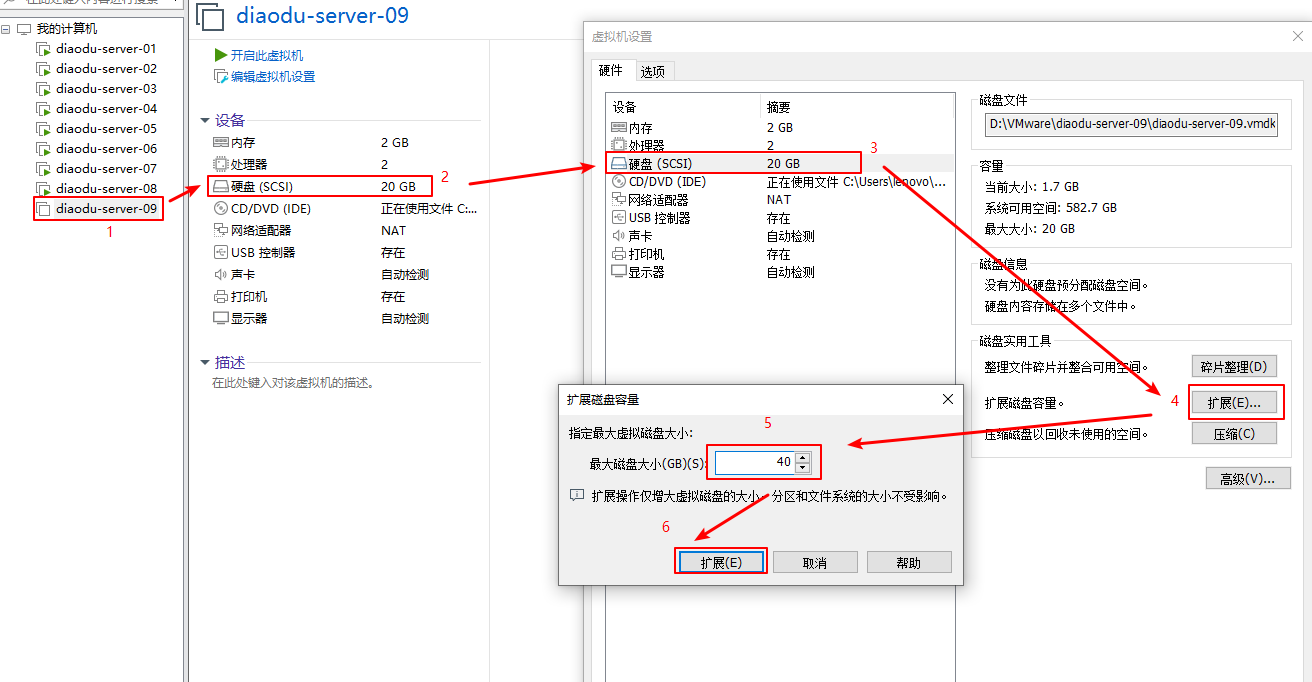 我的计算机
diaodu-server-01
diaodu-server-02
diaodu-server-03
diaodu-server-04
diaodu-server-05
diaodu-server-06
diaodu-server-07
diaodu-server-08
diaodu-server-09
1
diaodu-server-09
开启此虚拟机
编辑虚拟机设置
设备
内存 2 GB
处理器 2
硬盘 (SCSI) 20 GB
2
CD/DVD (IDE) 正在使用文件 C:...
网络适配器 NAT
USB 控制器 存在
声卡 自动检测
打印机 存在
显示器 自动检测
描述
在此处键入对该虚拟机的描述。
虚拟机设置
硬件 选项
设备 摘要
内存 2 GB
处理器 2
硬盘 (SCSI) 20 GB
3
CD/DVD (IDE) 正在使用文件 C:\Users\lenovo\...
网络适配器 NAT
USB 控制器 存在
声卡 自动检测
打印机 存在
显示器 自动检测
磁盘文件
D:\VMware\diaodu-server-09\diaodu-server-09.vmdk
容量
当前大小: 1.7 GB
系统可用空间: 582.7 GB
最大大小: 20 GB
磁盘信息
没有为此硬盘预分配磁盘空间。
硬盘内容存储在多个文件中。
磁盘实用工具
整理文件碎片并整合可用空间。 碎片整理(D)
扩展磁盘容量。 4 扩展(E)...
压缩磁盘以回收未使用的空间。 压缩(C)
高级(V)...
扩展磁盘容量
指定最大虚拟磁盘大小:
5
最大磁盘大小(GB)(S): 40
扩展操作仅增大虚拟磁盘的大小。分区和文件系统的大小不受影响。
6
扩展(E) 取消 帮助